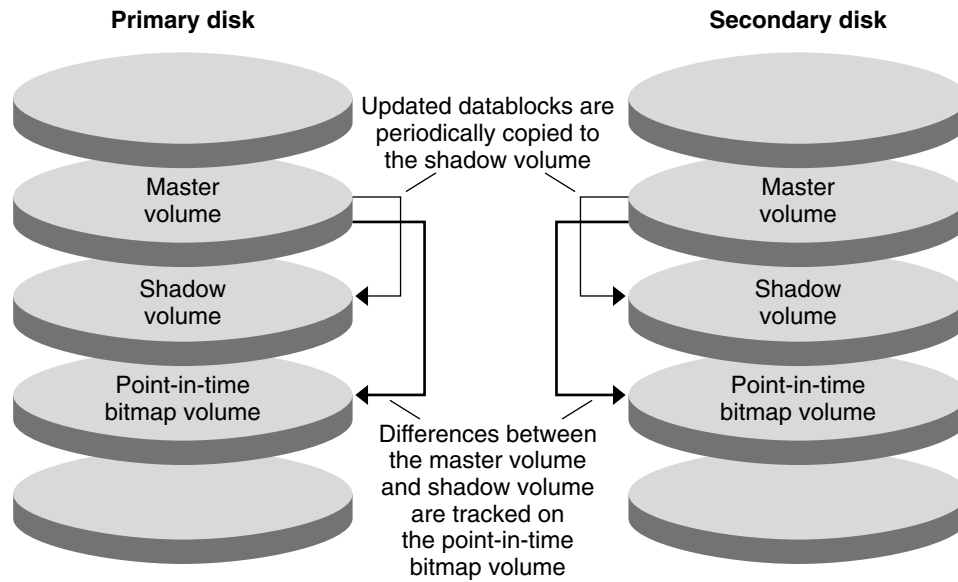 Primary disk
Secondary disk
Updated datablocks are
periodically copied to
the shadow volume
Master
volume
Master
volume
Shadow
volume
Shadow
volume
Point-in-time
bitmap volume
Point-in-time
bitmap volume
Differences between
the master volume
and shadow volume
are tracked on
the point-in-time
bitmap volume